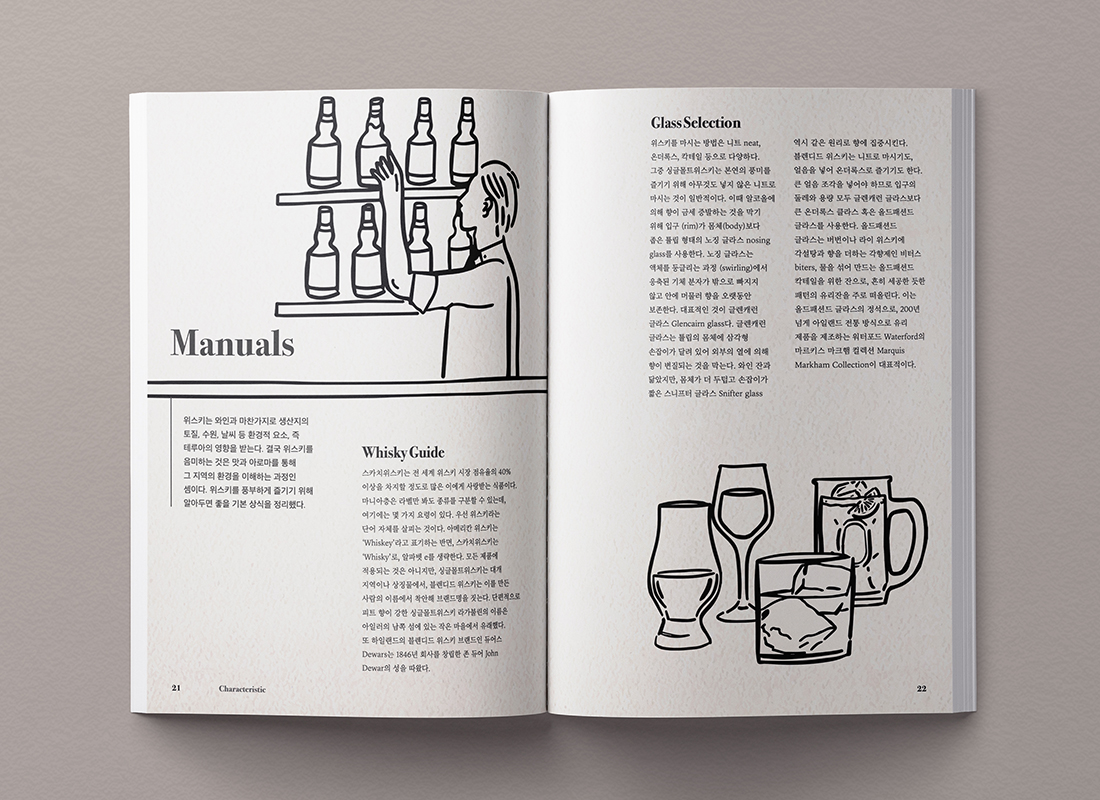 Manuals
위스키는 와인과 마찬가지로 생산지의
토질, 수원, 날씨 등 환경적 요소, 즉
테루아의 영향을 받는다. 결국 위스키를
음미하는 것은 맛과 아로마를 통해
그 지역의 환경을 이해하는 과정인
셈이다. 위스키를 풍부하게 즐기기 위해
알아두면 좋을 기본 상식을 정리했다.
Whisky Guide
스카치위스키는 전 세계 위스키 시장 점유율의 40%
이상을 차지할 정도로 많은 이에게 사랑받는 식품이다.
마니아층은 라벨만 봐도 종류를 구분할 수 있는데,
여기에는 몇 가지 요령이 있다. 우선 위스키라는
단어 자체를 살피는 것이다. 아메리칸 위스키는
'Whiskey'라고 표기하는 반면, 스카치위스키는
'Whisky'로, 알파벳 e를 생략한다. 모든 제품에
적용되는 것은 아니지만, 싱글몰트위스키는 대개
지역이나 상징물에서, 블렌디드 위스키는 이를 만든
사람의 이름에서 착안해 브랜드명을 짓는다. 단편적으로
피트 향이 강한 싱글몰트위스키 라가불린의 이름은
아일러의 남쪽 섬에 있는 작은 마을에서 유래했다.
또 하일랜드의 블렌디드 위스키 브랜드인 듀어스
Dewars는 1846년 회사를 창립한 존 듀어 John
Dewar의 성을 따왔다.
21
Characteristic
Glass Selection
위스키를 마시는 방법은 니트 neat,
온더록스, 칵테일 등으로 다양하다.
그중 싱글몰트위스키는 본연의 풍미를
즐기기 위해 아무것도 넣지 않은 니트로
마시는 것이 일반적이다. 이때 알코올에
의해 향이 금세 증발하는 것을 막기
위해 입구 (rim)가 몸체(body)보다
좁은 튤립 형태의 노징 글라스 nosing
glass를 사용한다. 노징 글라스는
액체를 둥글리는 과정 (swirling)에서
응축된 기체 분자가 밖으로 빠지지
않고 안에 머물러 향을 오랫동안
보존한다. 대표적인 것이 글렌캐런
글라스 Glencairn glass다. 글렌캐런
글라스는 튤립의 몸체에 삼각형
손잡이가 달려 있어 외부의 열에 의해
향이 변질되는 것을 막는다. 와인 잔과
닮았지만, 몸체가 더 두텁고 손잡이가
짧은 스니프터 글라스 Snifter glass
역시 같은 원리로 향에 집중시킨다.
블렌디드 위스키는 니트로 마시기도,
얼음을 넣어 온더록스로 즐기기도 한다.
큰 얼음 조각을 넣어야 하므로 입구의
둘레와 용량 모두 글렌캐런 글라스보다
큰 온더록스 글라스 혹은 올드패션드
글라스를 사용한다. 올드패션드
글라스는 버번이나 라이 위스키에
각설탕과 향을 더하는 각향제인 비터스
biters, 물을 섞어 만드는 올드패션드
칵테일을 위한 잔으로, 흔히 세공한 듯한
패턴의 유리잔을 주로 떠올린다. 이는
올드패션드 글라스의 정석으로, 200년
넘게 아일랜드 전통 방식으로 유리
제품을 제조하는 워터포드 Waterford의
마르키스 마크햄 컬렉션 Marquis
Markham Collection이 대표적이다.
22